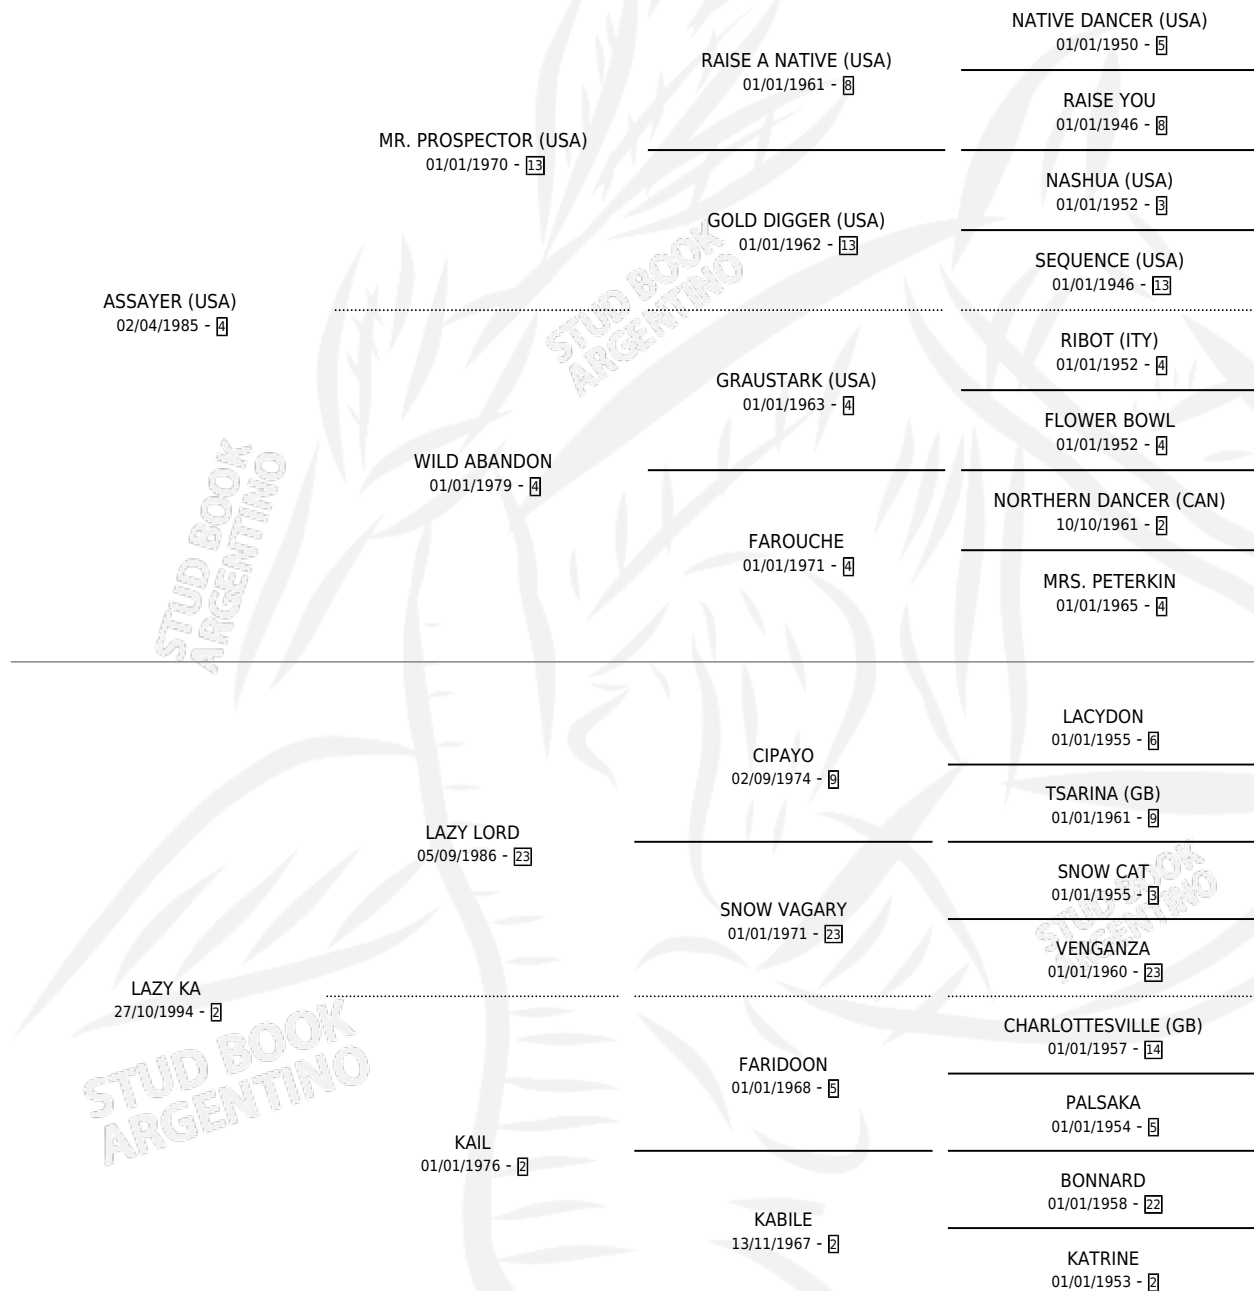 NATIVE DANCER (USA)
01/01/1950 - 5
RAISE A NATIVE (USA)
01/01/1961 - 8
RAISE YOU
01/01/1946 - 8
MR. PROSPECTOR (USA)
01/01/1970 - 13
NASHUA (USA)
01/01/1952 - 3
GOLD DIGGER (USA)
01/01/1962 - 13
SEQUENCE (USA)
01/01/1946 - 13
ASSAYER (USA)
02/04/1985 - 4
RIBOT (ITY)
01/01/1952 - 4
GRAUSTARK (USA)
01/01/1963 - 4
FLOWER BOWL
01/01/1952 - 4
WILD ABANDON
01/01/1979 - 4
NORTHERN DANCER (CAN)
10/10/1961 - 2
FAROUCHE
01/01/1971 - 4
MRS. PETERKIN
01/01/1965 - 4
LACYDON
01/01/1955 - 6
CIPAYO
02/09/1974 - 9
TSARINA (GB)
01/01/1961 - 9
LAZY LORD
05/09/1986 - 23
SNOW CAT
01/01/1955 - 3
SNOW VAGARY
01/01/1971 - 23
VENGANZA
01/01/1960 - 23
LAZY KA
27/10/1994 - 2
CHARLOTTESVILLE (GB)
01/01/1957 - 14
FARIDOON
01/01/1968 - 5
PALSAKA
01/01/1954 - 5
KAIL
01/01/1976 - 2
BONNARD
01/01/1958 - 22
KABILE
13/11/1967 - 2
KATRINE
01/01/1953 - 2
STUD BOOK
ARGENTINO
STUD BOOK
ARGENTINO
STUD BOOK
ARGENTINO
STUD BOOK
ARGENTINO